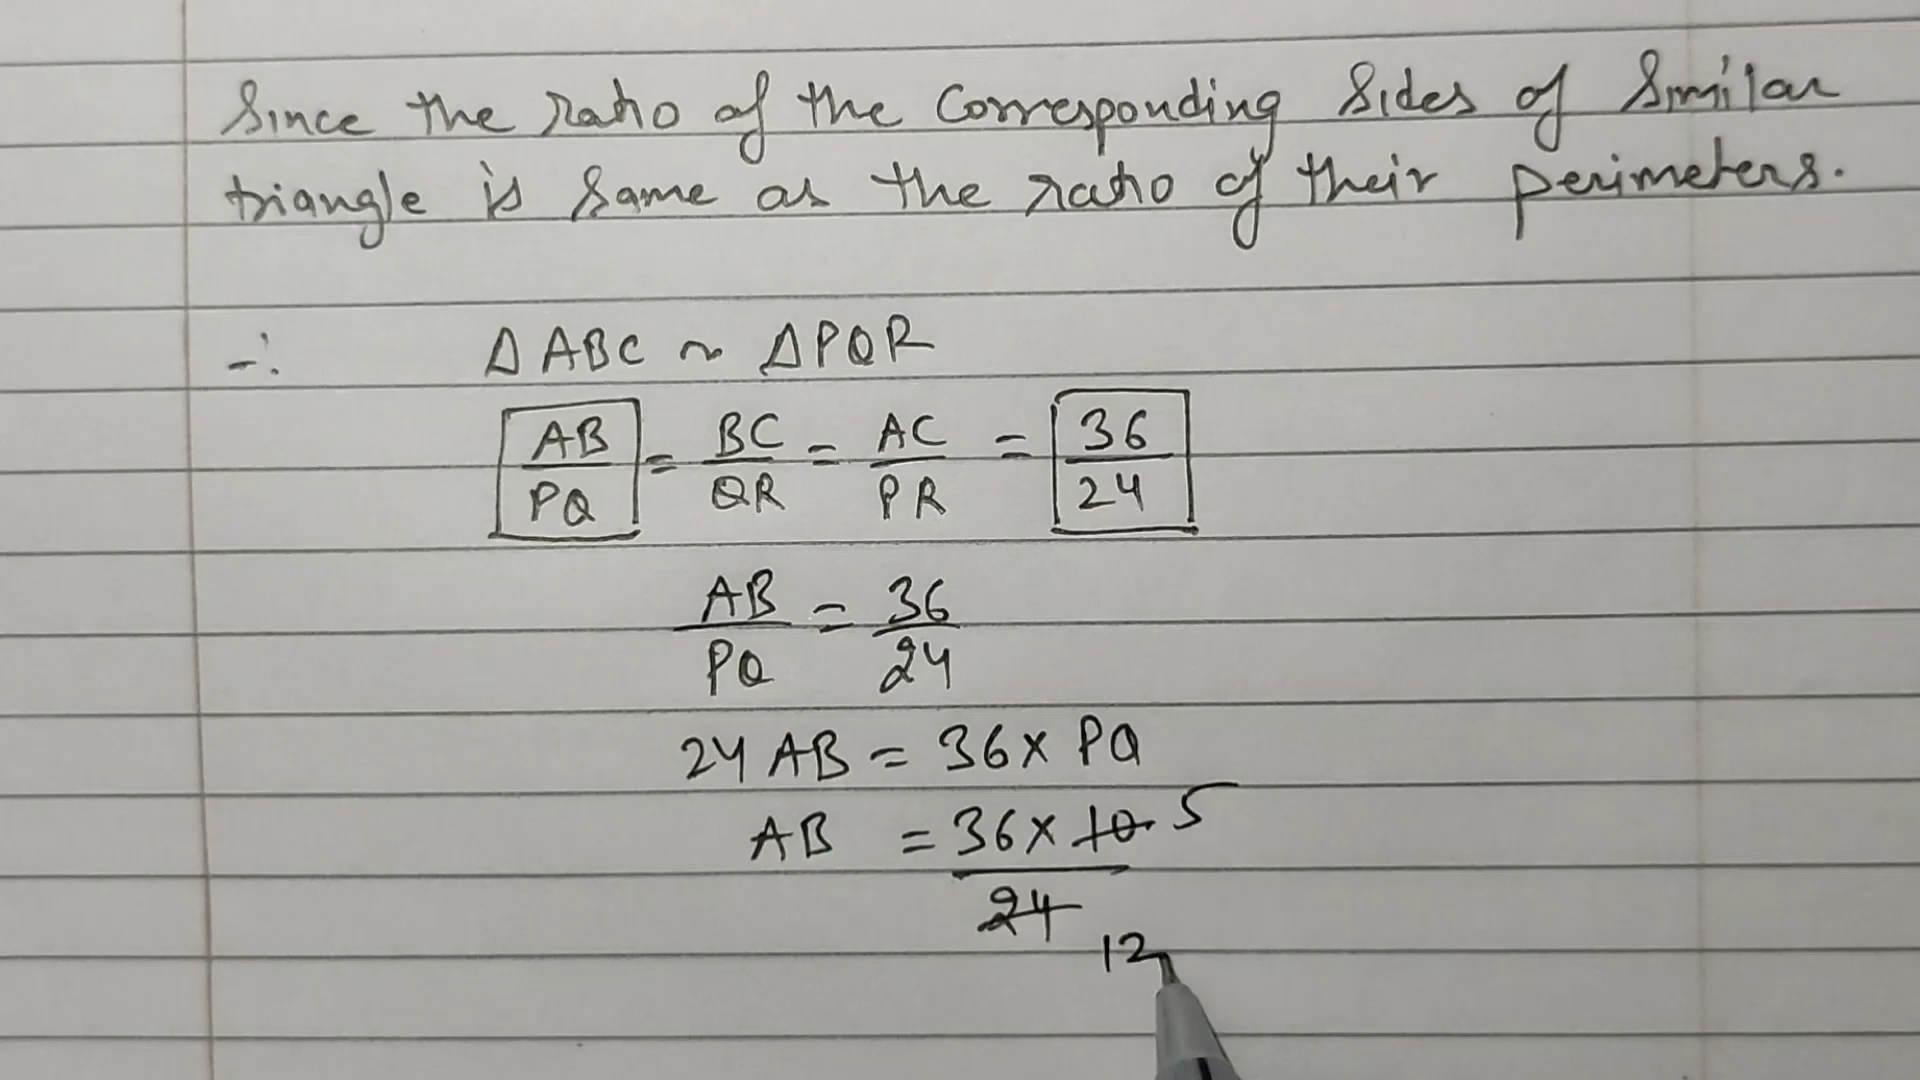 Since the ratio of the Corresponding Sides of Similar
triangle is same as the ratio of their perimeters.
∴ Δ ABC ~ ΔPQR
AB/PQ = BC/QR = AC/PR = 36/24
AB/PQ = 36/24
24 AB = 36 x PQ
AB = 36 x 10 5
24 12